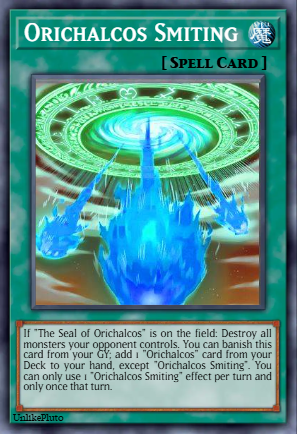 Orichalcos Smiting 魔
[ Spell Card ]
If "The Seal of Orichalcos" is on the field: Destroy all
monsters your opponent controls. You can banish this
card from your GY; add 1 "Orichalcos" card from your
Deck to your hand, except "Orichalcos Smiting". You
can only use 1 "Orichalcos Smiting" effect per turn and
only once that turn.
UnlikePluto